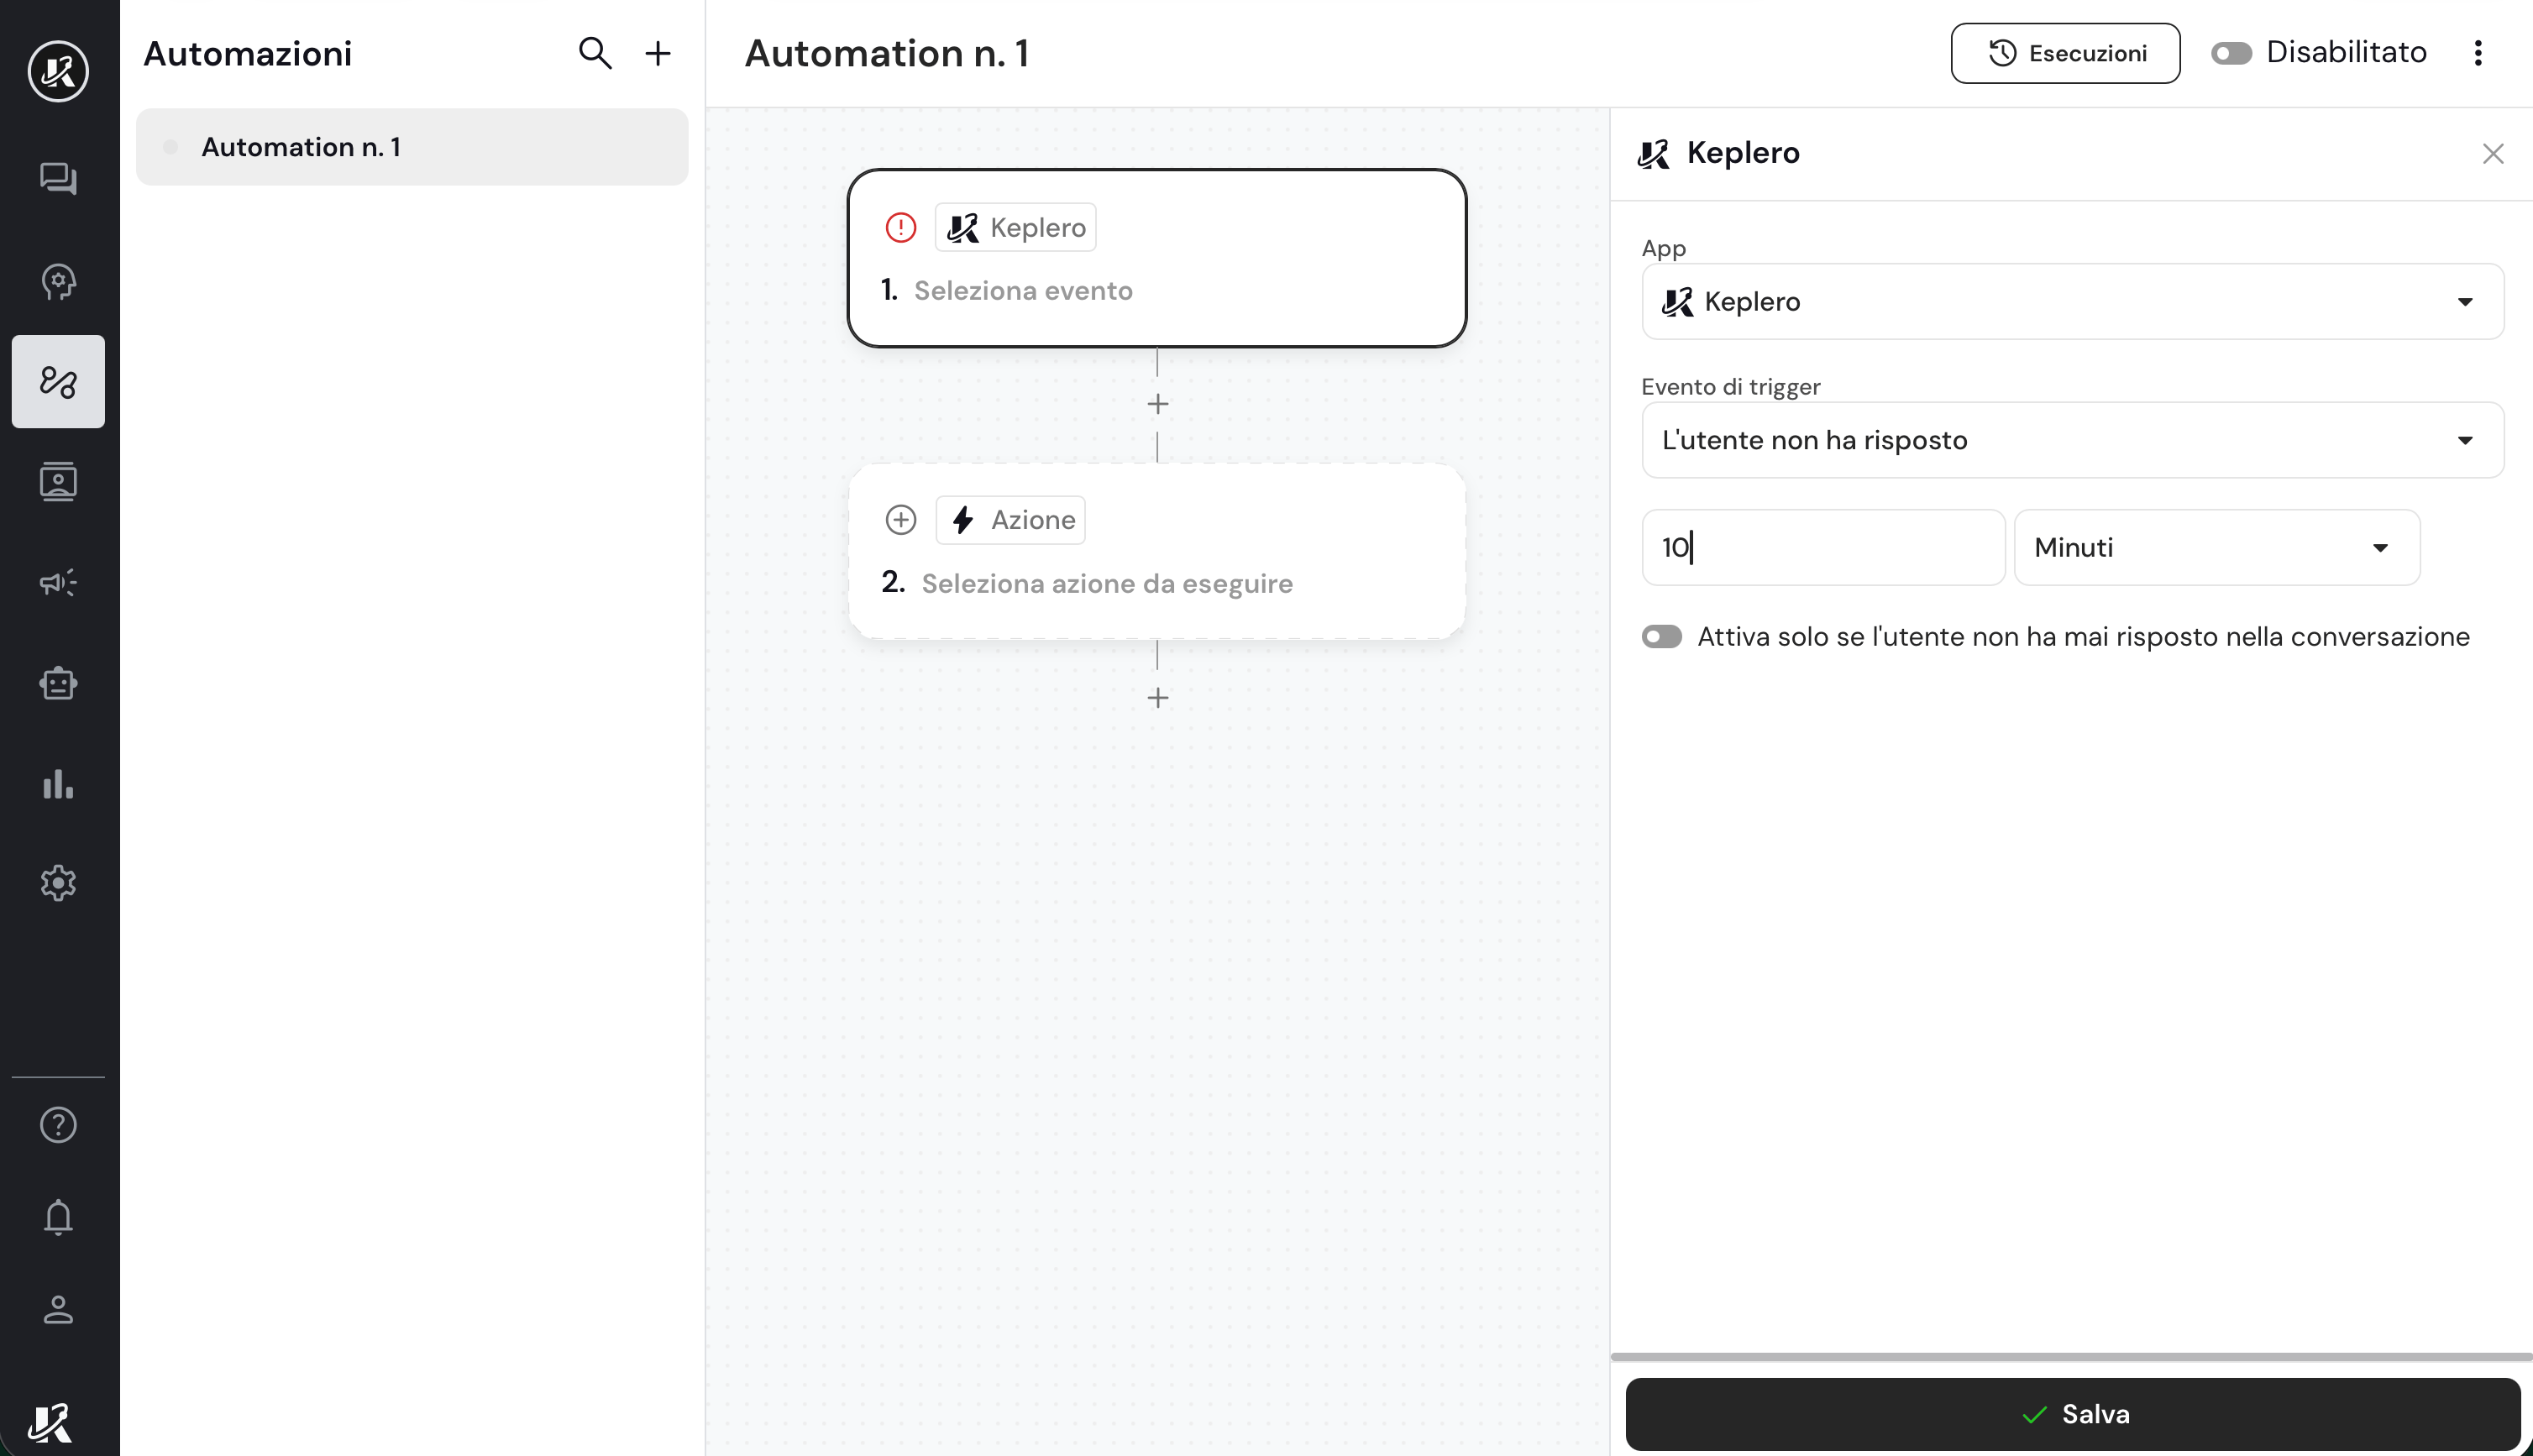 Automazioni
Automation n. 1
Automation n. 1
Esecuzioni
Disabilitato
Keplero
1. Seleziona evento
Azione
2. Seleziona azione da eseguire
Keplero
App
Keplero
Evento di trigger
L'utente non ha risposto
10
Minuti
Attiva solo se l'utente non ha mai risposto nella conversazione
Salva